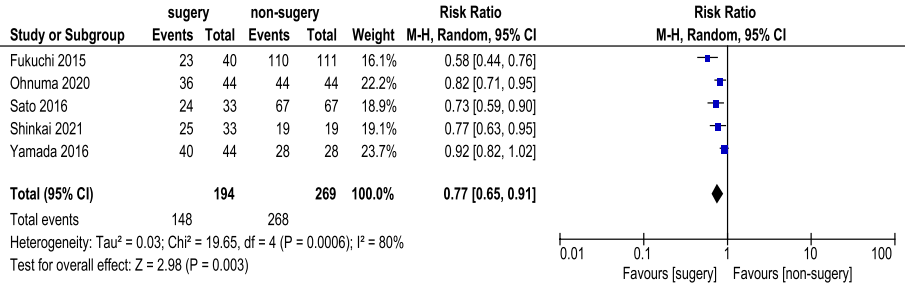 sugery non-sugery Risk Ratio Risk Ratio
Study or Subgroup Events Total Events Total Weight M-H, Random, 95% CI M-H, Random, 95% CI
Fukuchi 2015 23 40 110 111 16.1% 0.58 [0.44, 0.76]
Ohnuma 2020 36 44 44 44 22.2% 0.82 [0.71, 0.95]
Sato 2016 24 33 67 67 18.9% 0.73 [0.59, 0.90]
Shinkai 2021 25 33 19 19 19.1% 0.77 [0.63, 0.95]
Yamada 2016 40 44 28 28 23.7% 0.92 [0.82, 1.02]
Total (95% CI) 194 269 100.0% 0.77 [0.65, 0.91]
Total events 148 268
Heterogeneity: Tau² = 0.03; Chi² = 19.65, df = 4 (P = 0.0006); I² = 80%
Test for overall effect: Z = 2.98 (P = 0.003)
0.01 0.1 1 10 100
Favours [sugery] Favours [non-sugery]